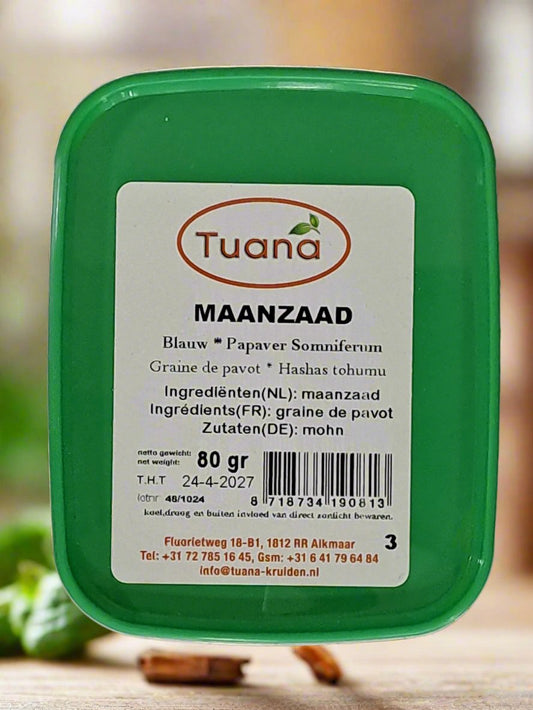 Tuana
MAANZAAD
Blauw * Papaver Somniferum
Graine de pavot * Hashas tohumu
Ingrediënten(NL): maanzaad
Ingrédients(FR): graine de pavot
Zutaten(DE): mohn
netto gewicht:
net weight: 80 gr
T.H.T 24-4-2027
lotnr 48/1024
8 718734 190813
koel,droog en buiten invloed van direct zonlicht bewaren.
Fluorietweg 18-B1, 1812 RR Alkmaar
3
Tel: +31 72 785 16 45, Gsm: +31 6 41 79 64 84
info@tuana-kruiden.nl